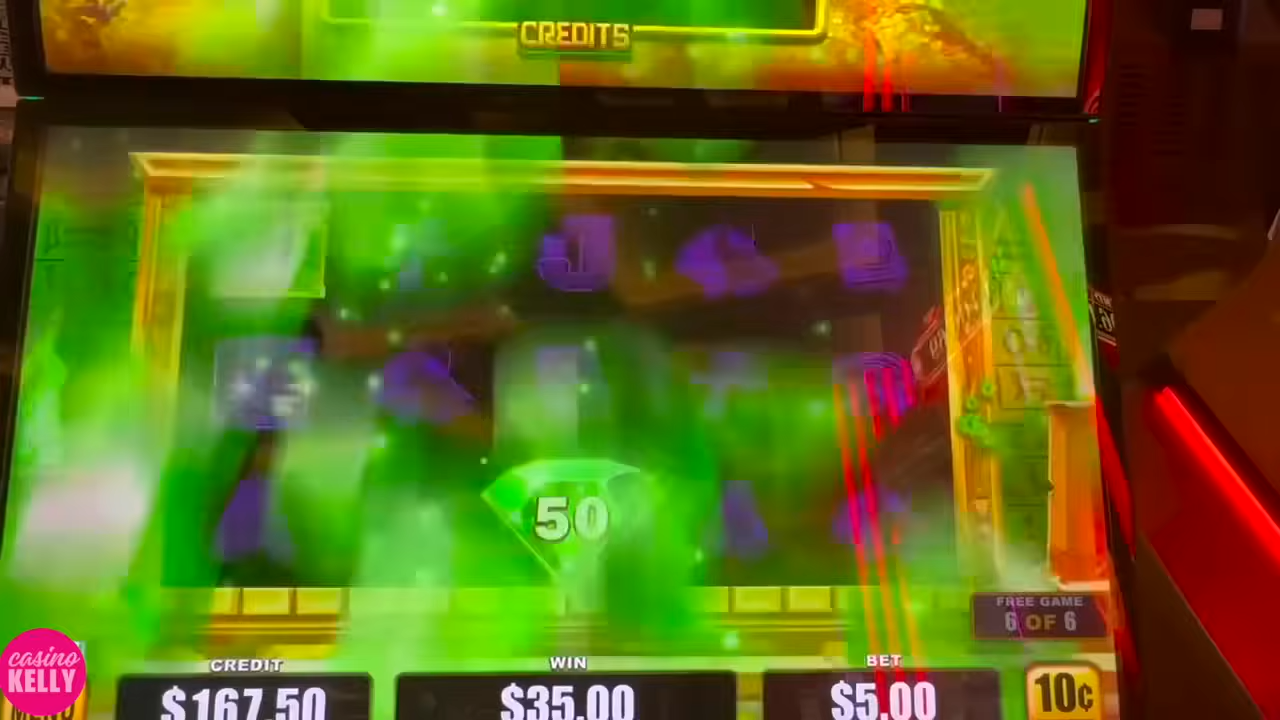 CREDITS
J
50
FREE GAME
6 OF 6
CREDIT
WIN
BET
$167.50
$35.00
$5.00
10¢
casino
KELLY
MENU